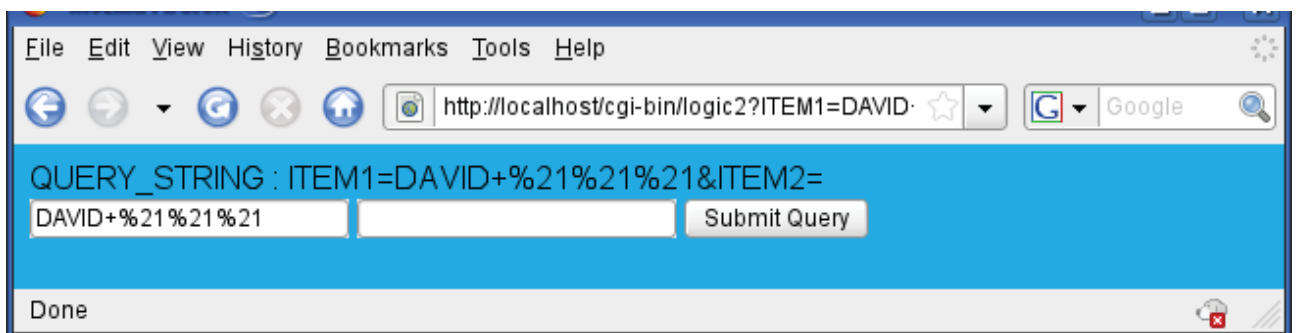 File Edit View History Bookmarks Tools Help
http://localhost/cgi-bin/logic2?ITEM1=DAVID
G Google
QUERY_STRING : ITEM1=DAVID+%21%21%21&ITEM2=
DAVID+%21%21%21 Submit Query
Done